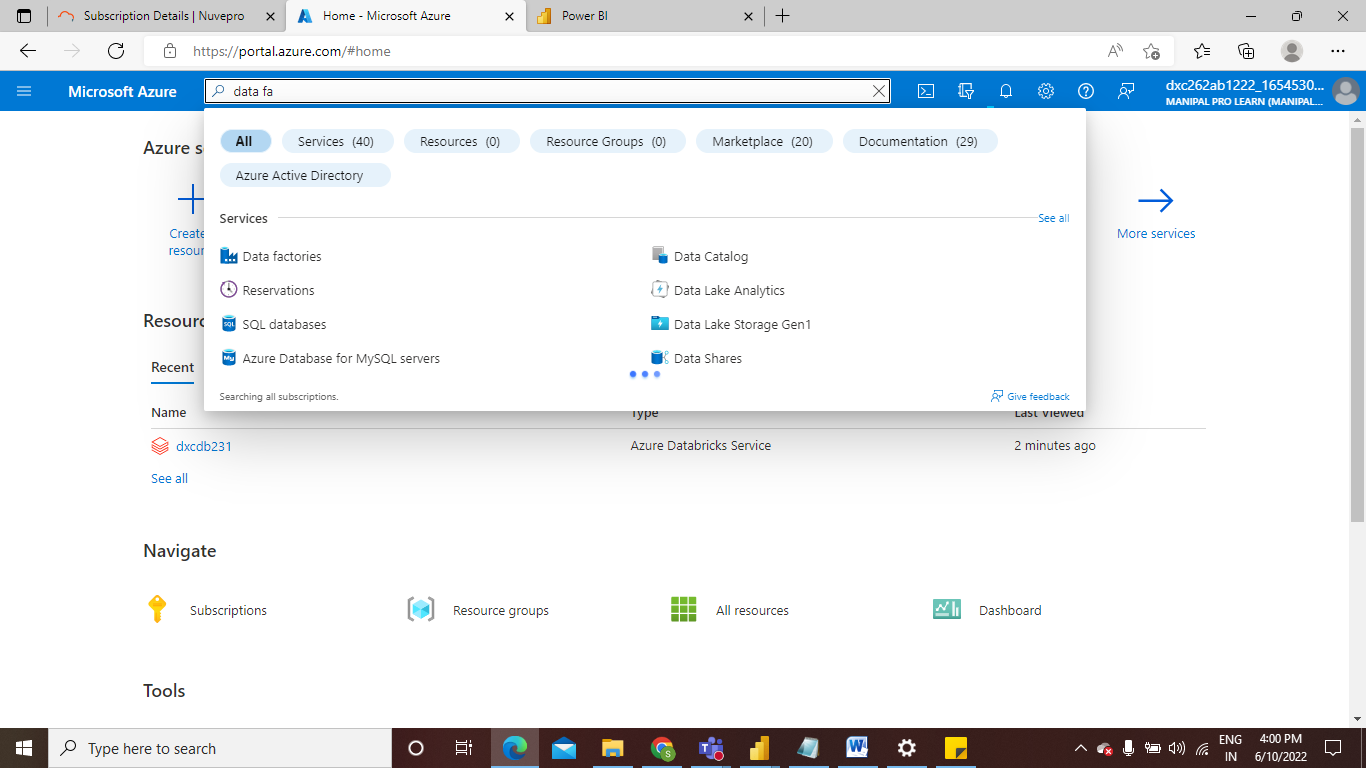 Subscription Details | Nuvepro
Home - Microsoft Azure
Power BI
https://portal.azure.com/#home
Microsoft Azure
data fa
dxc262ab1222_1654530...
MANIPAL PRO LEARN (MANIPAL...
All
Services (40)
Resources (0)
Resource Groups (0)
Marketplace (20)
Documentation (29)
Azure Active Directory
Azure s
Create
resour
More services
Services
See all
Data factories
Data Catalog
Reservations
Data Lake Analytics
SQL databases
Data Lake Storage Gen1
Azure Database for MySQL servers
Data Shares
Searching all subscriptions.
Give feedback
Resourc
Recent
Name
Type
Last Viewed
dxcdb231
Azure Databricks Service
2 minutes ago
See all
Navigate
Subscriptions
Resource groups
All resources
Dashboard
Tools
Type here to search
ENG
IN
4:00 PM
6/10/2022